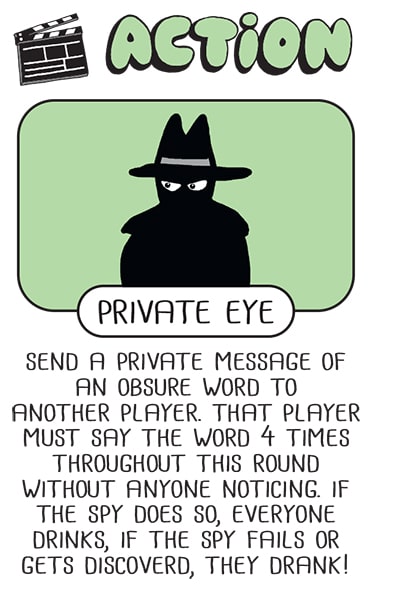 ACTiON
PRIVATE EYE
SEND A PRIVATE MESSAGE OF
AN OBSURE WORD TO
ANOTHER PLAYER. THAT PLAYER
MUST SAY THE WORD 4 TIMES
THROUGHOUT THIS ROUND
WITHOUT ANYONE NOTICING. IF
THE SPY DOES SO, EVERYONE
DRINKS, IF THE SPY FAILS OR
GETS DISCOVERD, THEY DRANK!